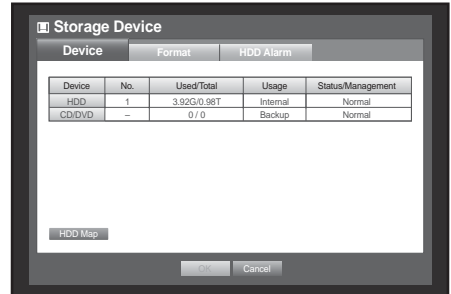 Storage Device
Device Format HDD Alarm
Device No. Used/Total Usage Status/Management
HDD 1 3.92G/0.98T Internal Normal
CD/DVD – 0 / 0 Backup Normal
HDD Map
OK Cancel